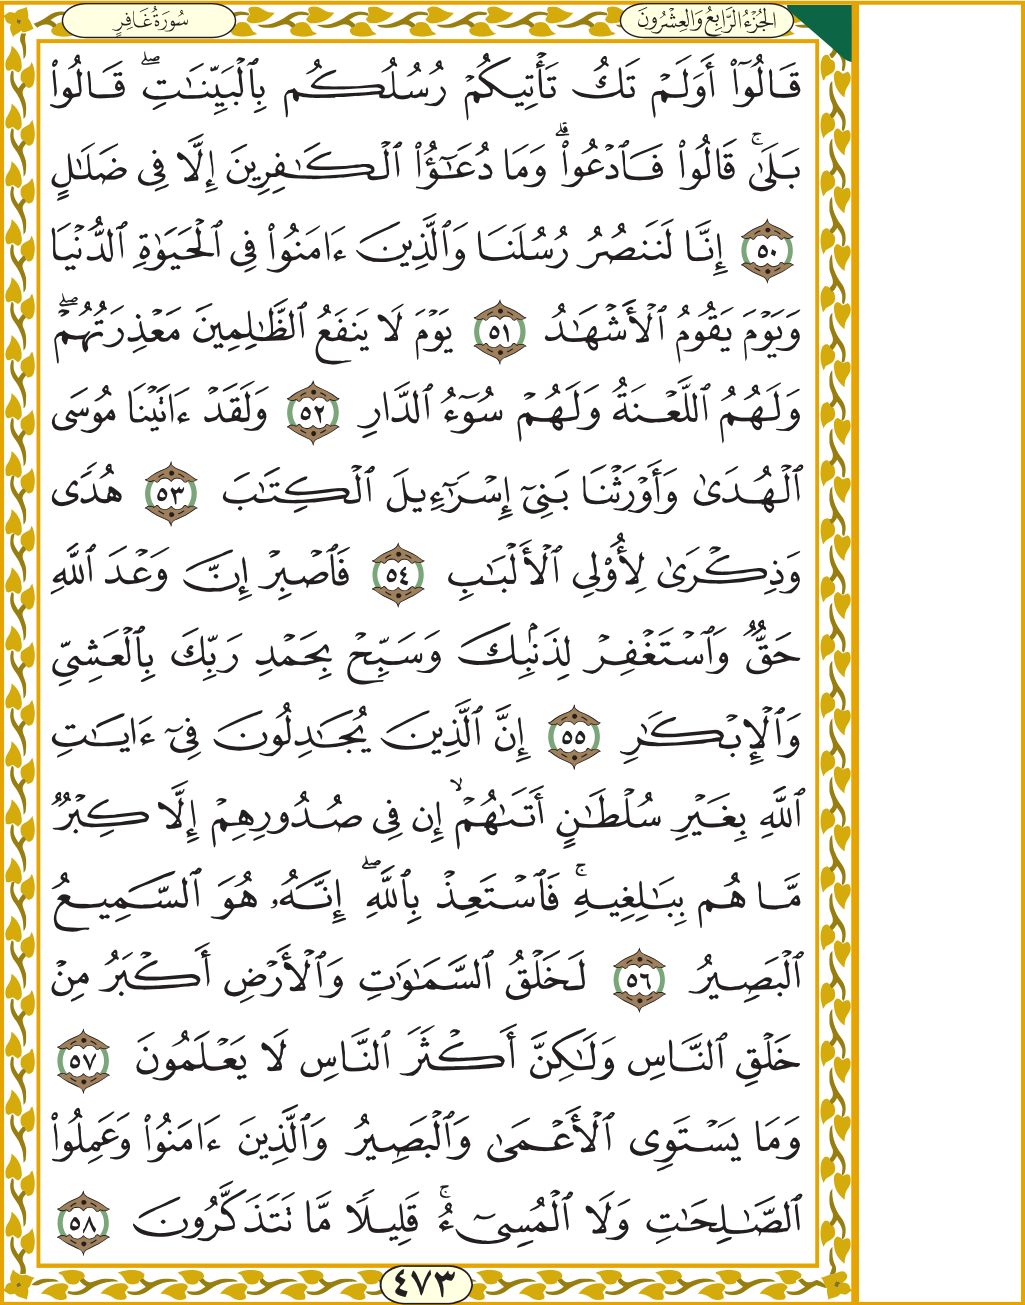 الجُزْءُ الرَّابِعُ وَالعِشْرُونَ
سُورَةُ غَافِرٍ
قَالُوٓا۟ أَوَلَمْ تَكُ تَأْتِيكُمْ رُسُلُكُم بِٱلْبَيِّنَـٰتِ ۖ قَالُوا۟
بَلَىٰ ۚ قَالُوا۟ فَٱدْعُوا۟ ۗ وَمَا دُعَـٰٓؤُا۟ ٱلْكَـٰفِرِينَ إِلَّا فِى ضَلَـٰلٍ
٥٠ إِنَّا لَنَنصُرُ رُسُلَنَا وَٱلَّذِينَ ءَامَنُوا۟ فِى ٱلْحَيَوٰةِ ٱلدُّنْيَا
وَيَوْمَ يَقُومُ ٱلْأَشْهَـٰدُ ٥١ يَوْمَ لَا يَنفَعُ ٱلظَّـٰلِمِينَ مَعْذِرَتُهُمْ ۖ
وَلَهُمُ ٱللَّعْنَةُ وَلَهُمْ سُوٓءُ ٱلدَّارِ ٥٢ وَلَقَدْ ءَاتَيْنَا مُوسَى
ٱلْهُدَىٰ وَأَوْرَثْنَا بَنِىٓ إِسْرَٰٓءِيلَ ٱلْكِتَـٰبَ ٥٣ هُدًى
وَذِكْرَىٰ لِأُو۟لِى ٱلْأَلْبَـٰبِ ٥٤ فَٱصْبِرْ إِنَّ وَعْدَ ٱللَّهِ
حَقٌّ وَٱسْتَغْفِرْ لِذَنۢبِكَ وَسَبِّحْ بِحَمْدِ رَبِّكَ بِٱلْعَشِىِّ
وَٱلْإِبْكَـٰرِ ٥٥ إِنَّ ٱلَّذِينَ يُجَـٰدِلُونَ فِىٓ ءَايَـٰتِ
ٱللَّهِ بِغَيْرِ سُلْطَـٰنٍ أَتَىٰهُمْ ۙ إِن فِى صُدُورِهِمْ إِلَّا كِبْرٌ
مَّا هُم بِبَـٰلِغِيهِ ۚ فَٱسْتَعِذْ بِٱللَّهِ ۖ إِنَّهُۥ هُوَ ٱلسَّمِيعُ
ٱلْبَصِيرُ ٥٦ لَخَلْقُ ٱلسَّمَـٰوَٰتِ وَٱلْأَرْضِ أَكْبَرُ مِنْ
خَلْقِ ٱلنَّاسِ وَلَـٰكِنَّ أَكْثَرَ ٱلنَّاسِ لَا يَعْلَمُونَ ٥٧
وَمَا يَسْتَوِى ٱلْأَعْمَىٰ وَٱلْبَصِيرُ وَٱلَّذِينَ ءَامَنُوا۟ وَعَمِلُوا۟
ٱلصَّـٰلِحَـٰتِ وَلَا ٱلْمُسِىٓءُ ۚ قَلِيلًا مَّا تَتَذَكَّرُونَ ٥٨
٤٧٣